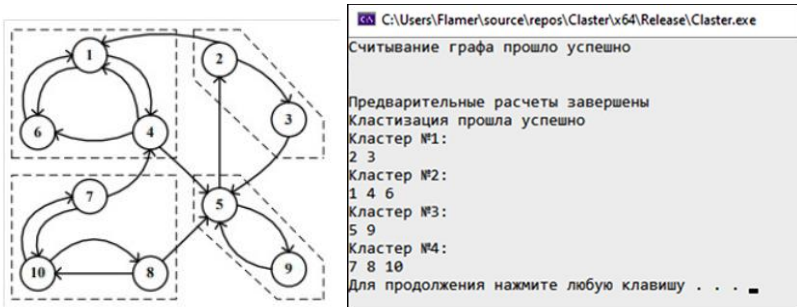 1
2
3
6
4
7
5
10
8
9
C:\Users\Flamer\source\repos\Claster\x64\Release\Claster.exe
Считывание графа прошло успешно
Предварительные расчеты завершены
Кластизация прошла успешно
Кластер №1:
2 3
Кластер №2:
1 4 6
Кластер №3:
5 9
Кластер №4:
7 8 10
Для продолжения нажмите любую клавишу . . .